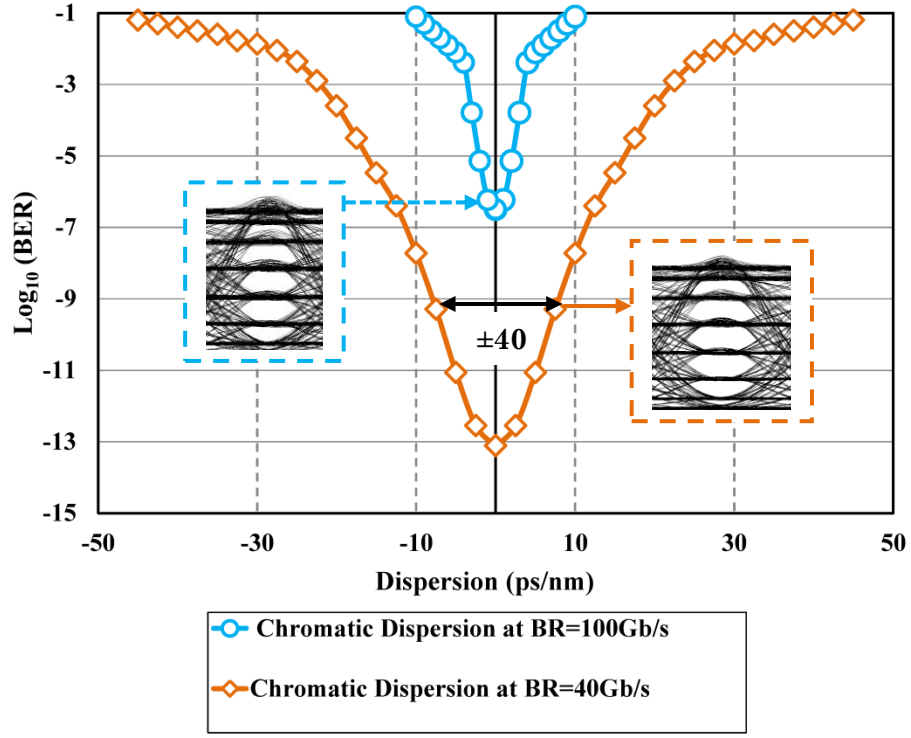 -1
-3
-5
-7
-9
-11
-13
-15
Log10 (BER)
±40
-50 -30 -10 10 30 50
Dispersion (ps/nm)
Chromatic Dispersion at BR=100Gb/s
Chromatic Dispersion at BR=40Gb/s